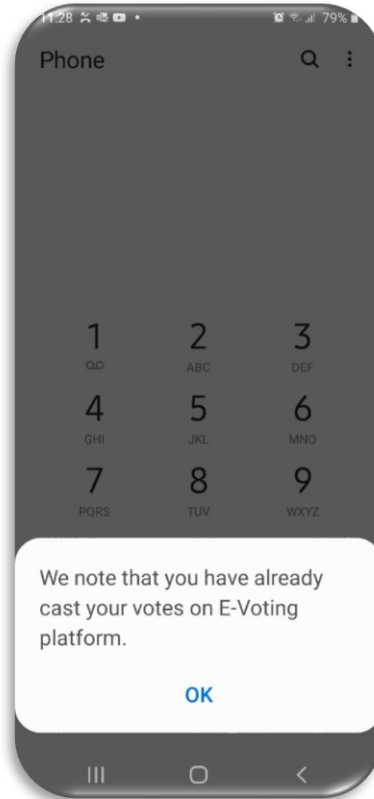 11:28 79%
Phone
1 2 3
ABC DEF
4 5 6
GHI JKL MNO
7 8 9
PQRS TUV WXYZ
We note that you have already
cast your votes on E-Voting
platform.
OK